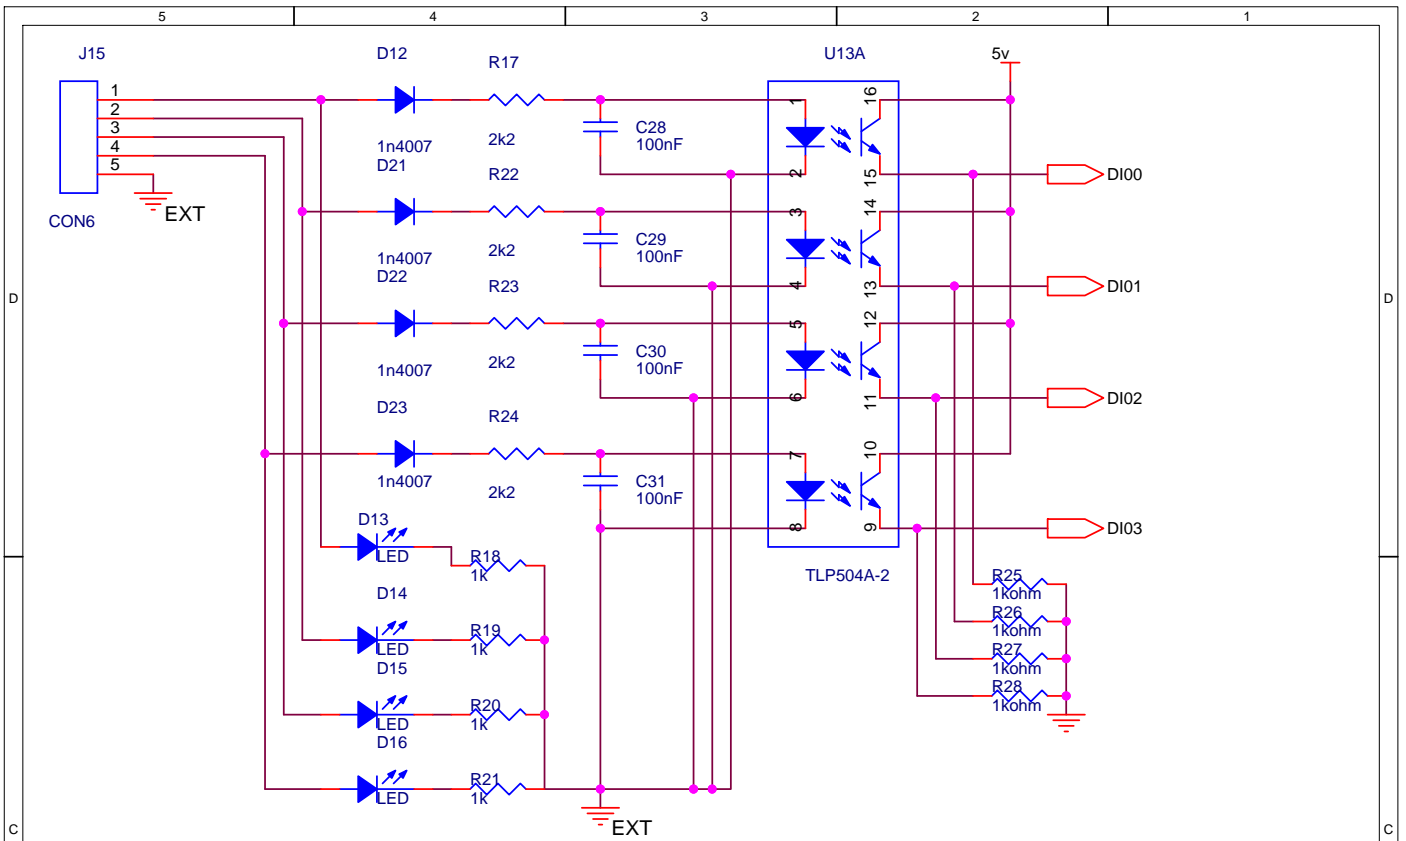 5 4 3 2 1
J15 D12 R17 U13A 5v
1 1 16
2
3 C28
4 1n4007 2k2 100nF
5 D21 R22 2 15 DI00
EXT
CON6
3 14
C29
1n4007 2k2 100nF
D22 R23 4 13 DI01
D D
5 12
C30
1n4007 2k2 100nF
D23 R24 6 11 DI02
7 10
1n4007 2k2 C31
100nF
D13 8 9 DI03
LED R18
1k TLP504A-2 R25
1kohm
D14 R26
1kohm
LED R19
1k R27
1kohm
D15 R28
1kohm
LED R20
1k
D16
LED R21
1k
EXT
C C